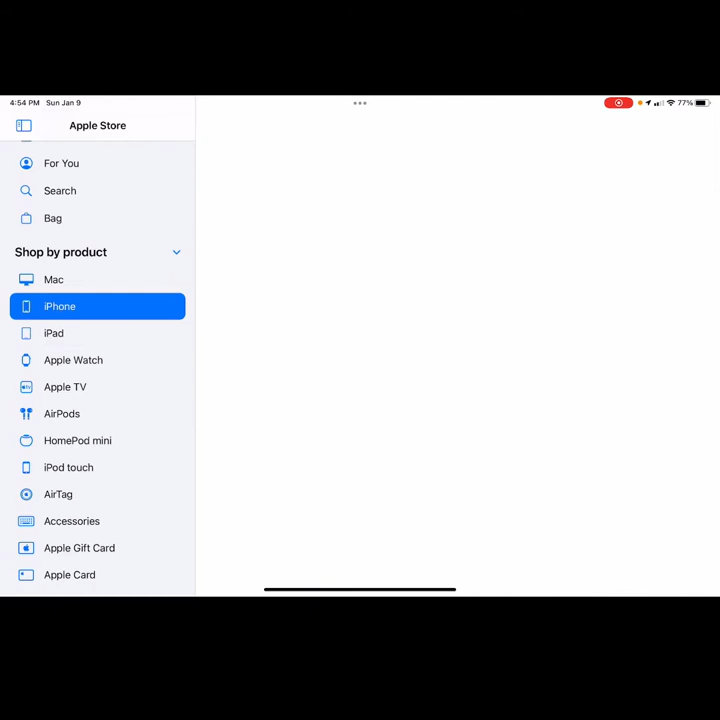 4:54 PM Sun Jan 9
77%
Apple Store
For You
Search
Bag
Shop by product
Mac
iPhone
iPad
Apple Watch
Apple TV
AirPods
HomePod mini
iPod touch
AirTag
Accessories
Apple Gift Card
Apple Card